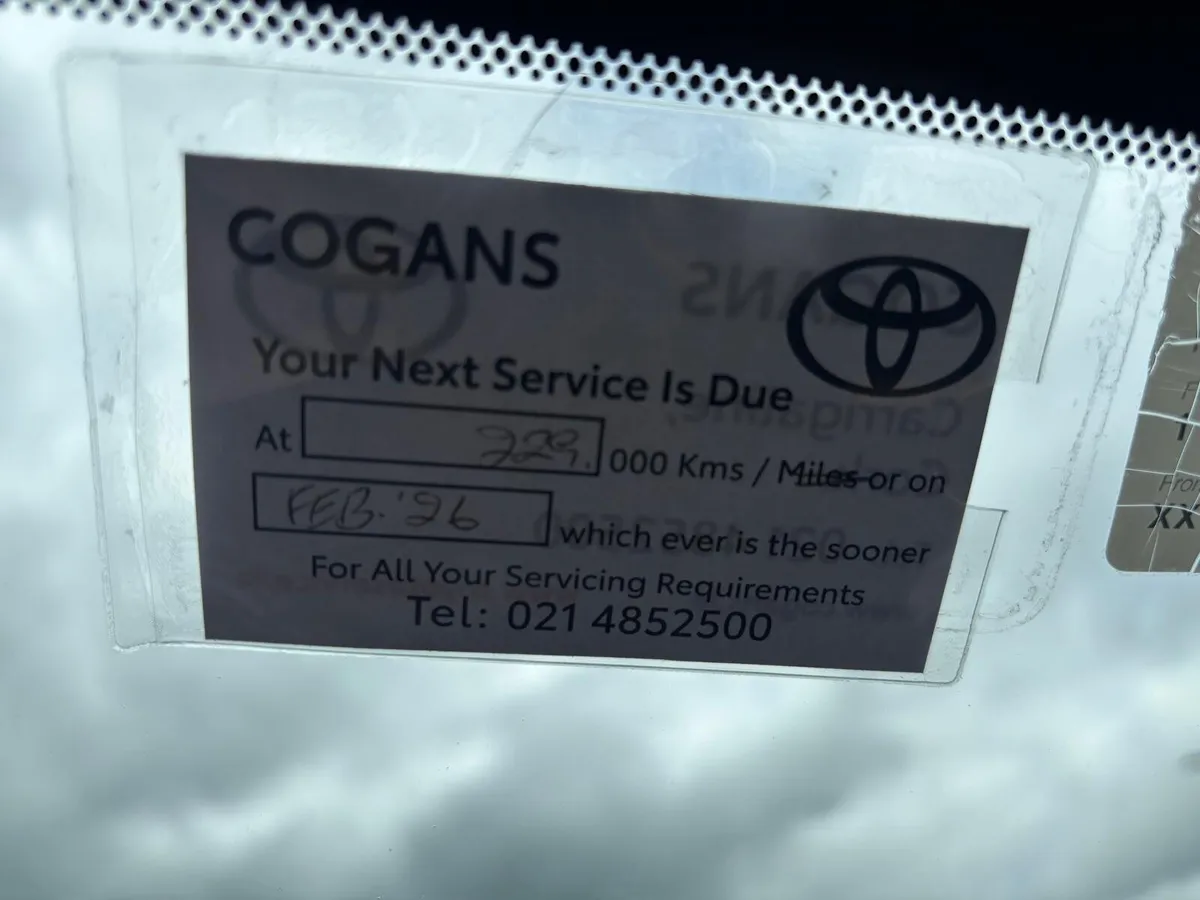 COGANS
Your Next Service Is Due
At 229. 000 Kms / Miles or on
FEB. '26 which ever is the sooner
For All Your Servicing Requirements
Tel: 021 4852500